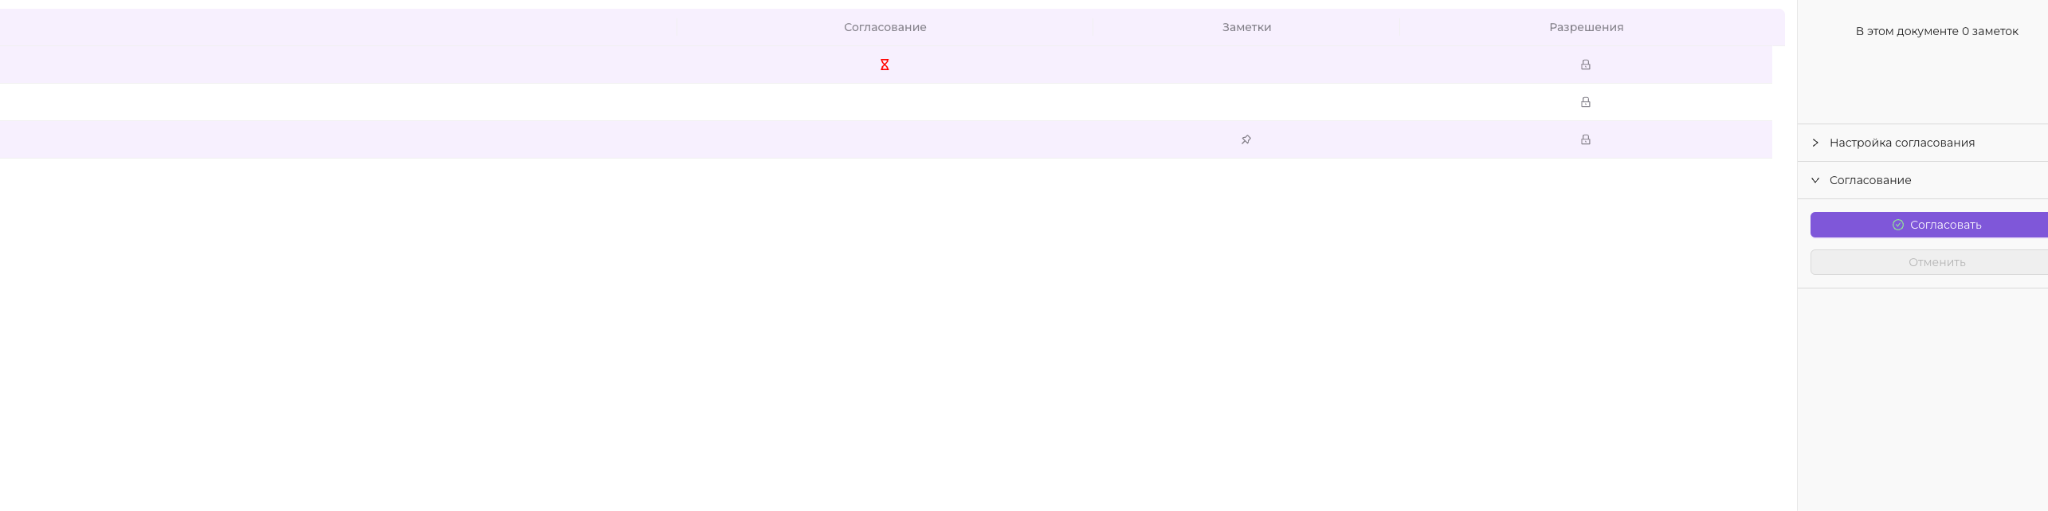 Согласование Заметки Разрешения
В этом документе 0 заметок
Настройка согласования
Согласование
Согласовать
Отменить